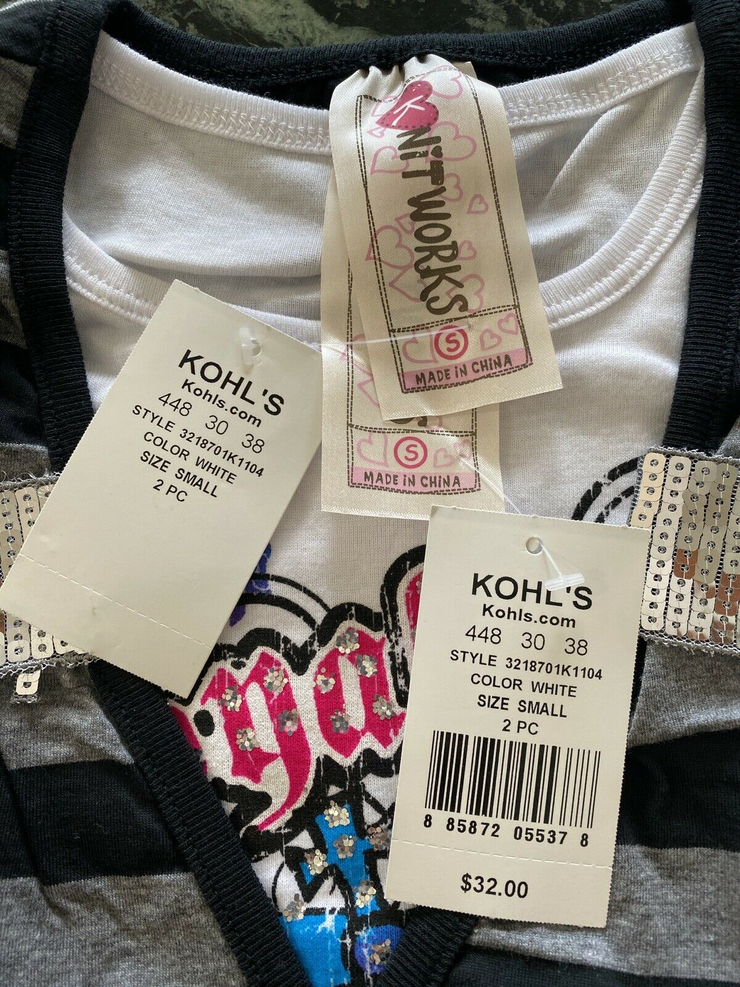 KNITWORKS
S
MADE IN CHINA
S
MADE IN CHINA
KOHL'S
Kohls.com
448 30 38
STYLE 3218701K1104
COLOR WHITE
SIZE SMALL
2 PC
KOHL'S
Kohls.com
448 30 38
STYLE 3218701K1104
COLOR WHITE
SIZE SMALL
2 PC
8 85872 05537 8
$32.00